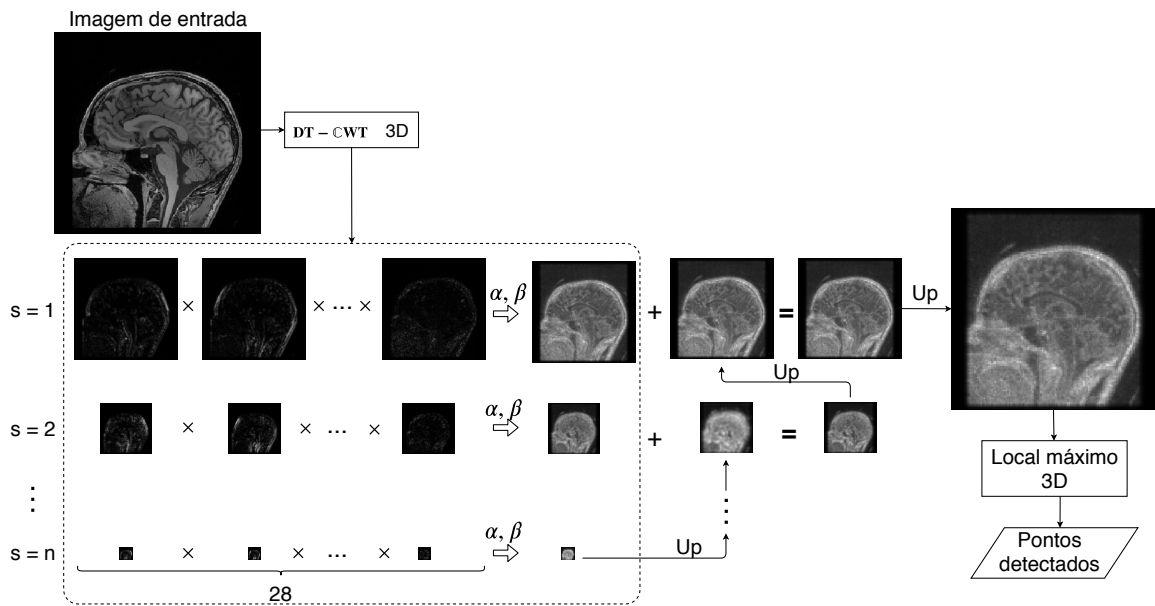 Imagem de entrada
DT – ℂWT 3D
s = 1
× × ... × α, β + = Up
Up
s = 2
× × ... × α, β + =
⋮
⋮
s = n
× × ... × α, β Up
28
Local máximo
3D
Pontos
detectados